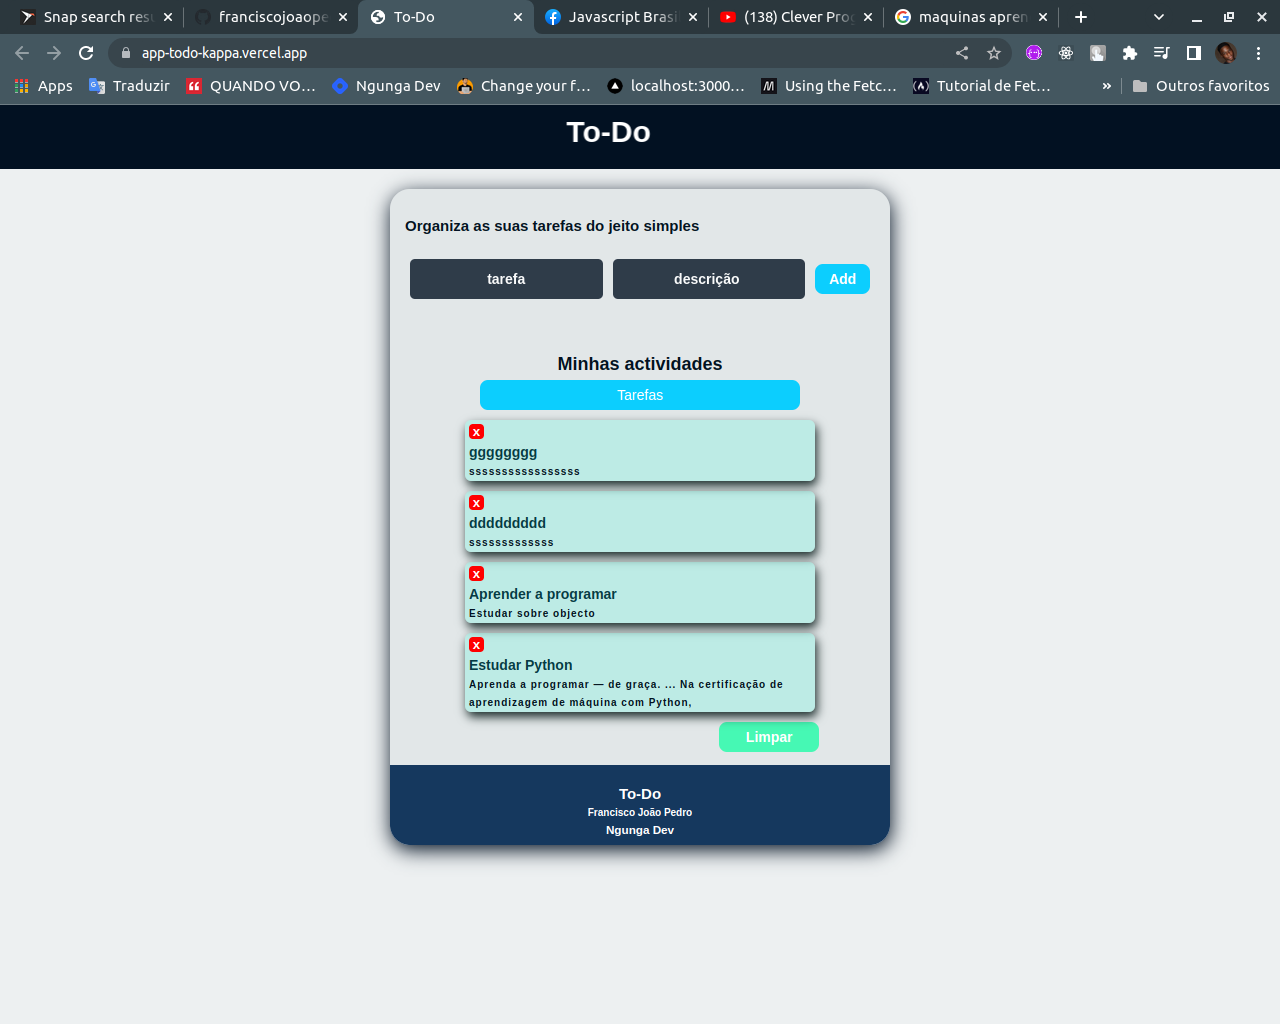 Snap search resu
franciscojoaope
To-Do
Javascript Brasil
(138) Clever Prog
maquinas apren
app-todo-kappa.vercel.app
Apps
Traduzir
QUANDO VO…
Ngunga Dev
Change your f…
localhost:3000…
Using the Fetc…
Tutorial de Fet…
»
Outros favoritos
To-Do
Organiza as suas tarefas do jeito simples
tarefa
descrição
Add
Minhas actividades
Tarefas
x
gggggggg
sssssssssssssssss
x
ddddddddd
sssssssssssss
x
Aprender a programar
Estudar sobre objecto
x
Estudar Python
Aprenda a programar — de graça. ... Na certificação de
aprendizagem de máquina com Python,
Limpar
To-Do
Francisco João Pedro
Ngunga Dev